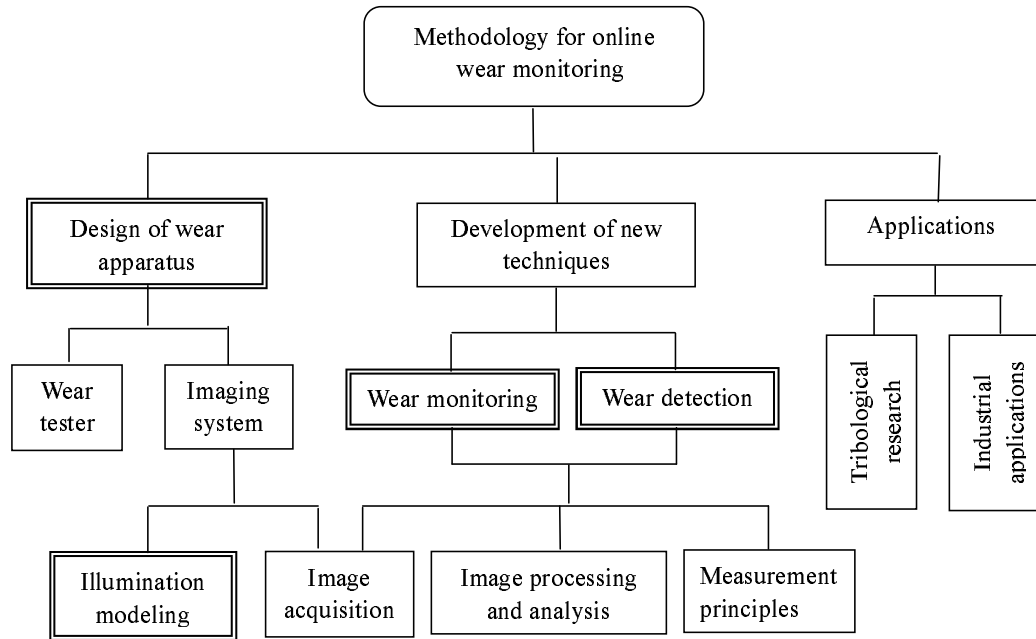 Methodology for online
wear monitoring
Design of wear
apparatus
Development of new
techniques
Applications
Wear
tester
Imaging
system
Wear monitoring
Wear detection
Tribological
research
Industrial
applications
Illumination
modeling
Image
acquisition
Image processing
and analysis
Measurement
principles